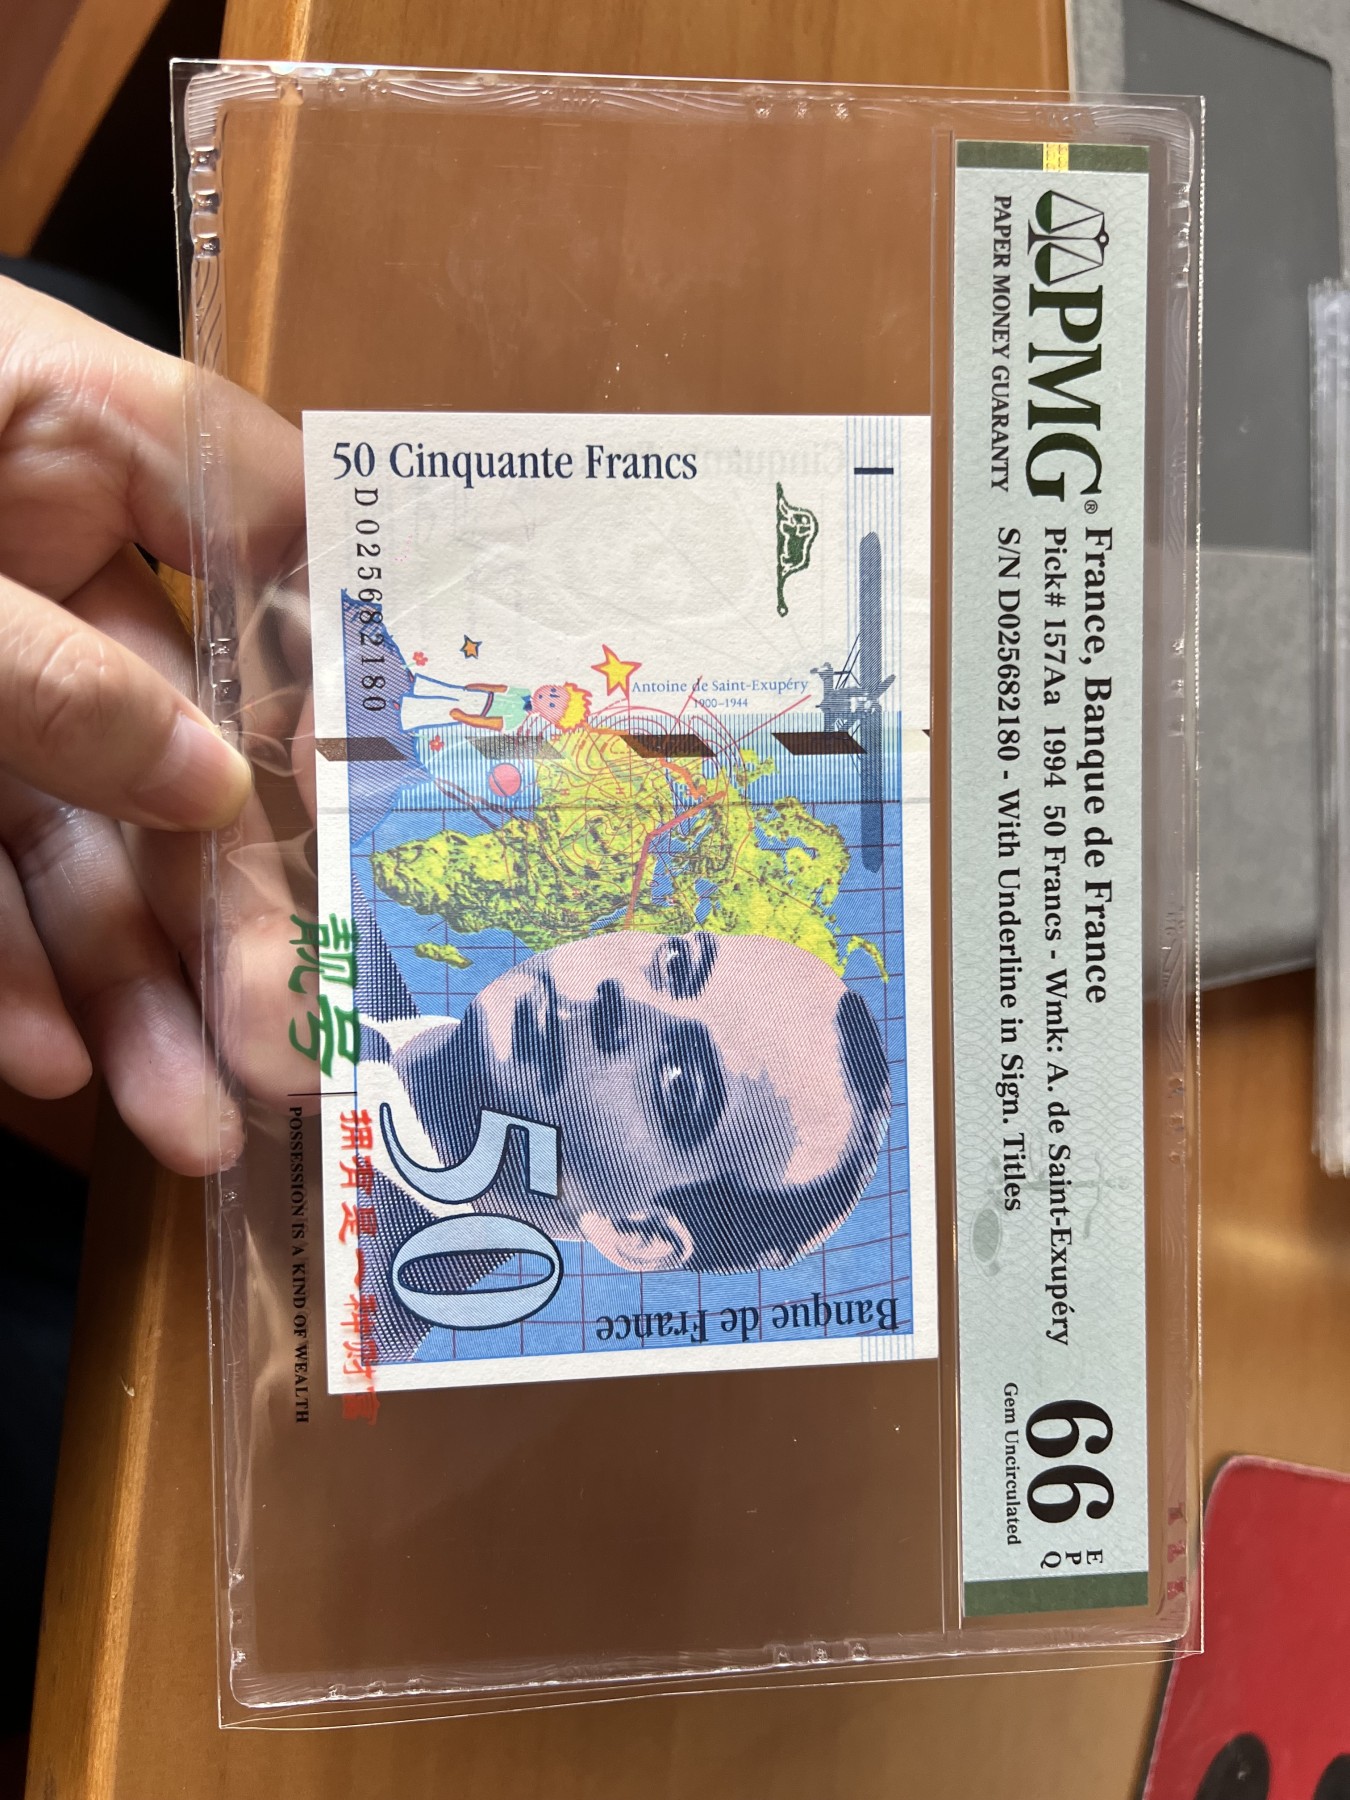 PMG®
PAPER MONEY GUARANTY
France, Banque de France
Pick# 157Aa 1994 50 Francs - Wmk: A. de Saint-Exupéry
S/N D025682180 - With Underline in Sign. Titles
66
EPQ
Gem Uncirculated
50 Cinquante Francs
D025682180
Antoine de Saint-Exupéry
1900–1944
50
Banque de France
靓号
拥有是一种财富
POSSESSION IS A KIND OF WEALTH